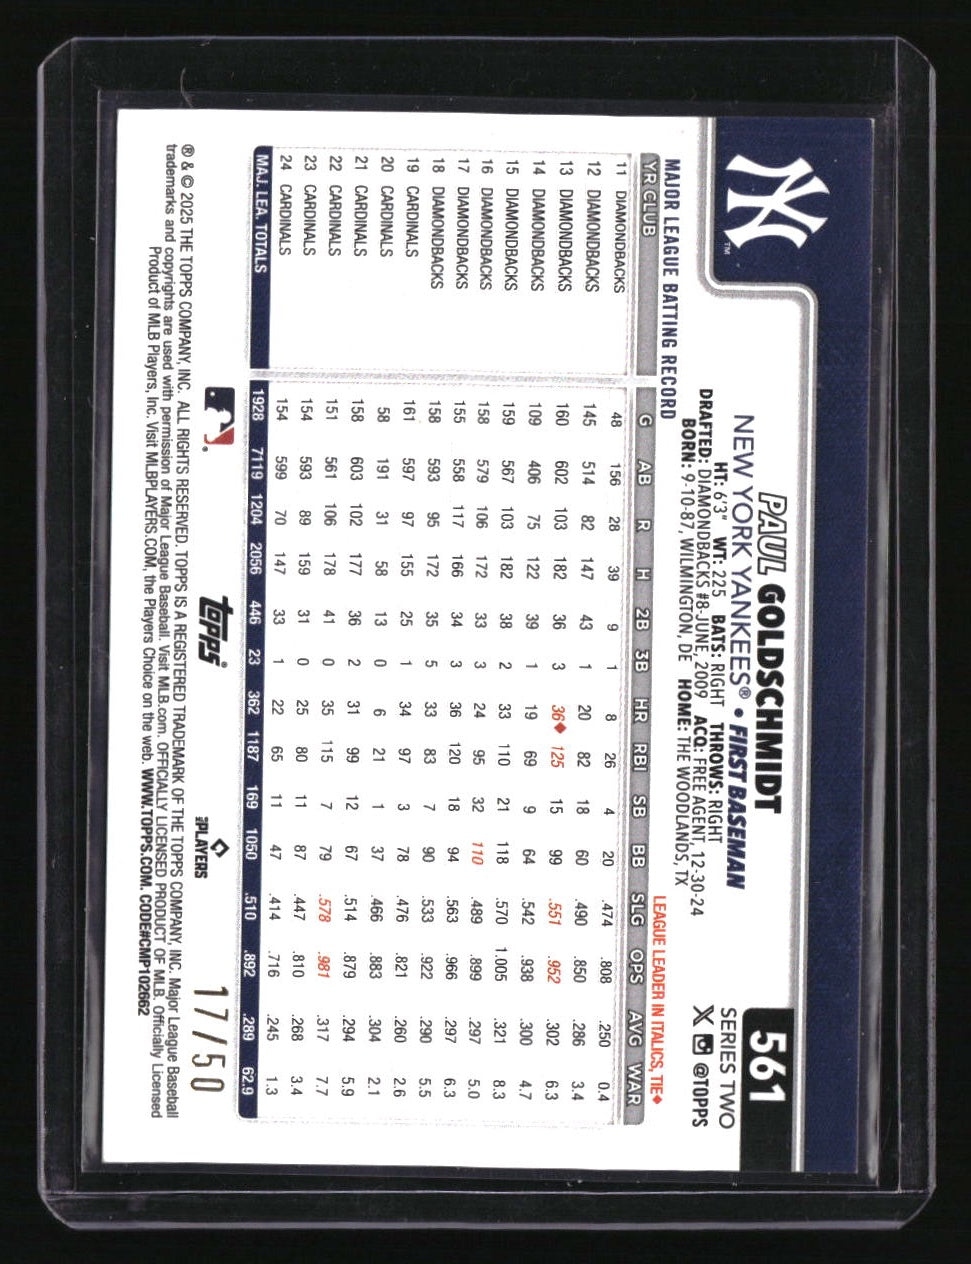 NY
TM
561
SERIES TWO
X @TOPPS
PAUL GOLDSCHMIDT
NEW YORK YANKEES® • FIRST BASEMAN
HT: 6'3" WT: 225 BATS: RIGHT THROWS: RIGHT
DRAFTED: DIAMONDBACKS #8-JUNE, 2009 ACQ: FREE AGENT, 12-30-24
BORN: 9-10-87, WILMINGTON, DE HOME: THE WOODLANDS, TX
MAJOR LEAGUE BATTING RECORD LEAGUE LEADER IN ITALICS, TIE◆
YR CLUB G AB R H 2B 3B HR RBI SB BB SLG OPS AVG WAR
11 DIAMONDBACKS 48 156 28 39 9 1 8 26 4 20 .474 .808 .250 0.4
12 DIAMONDBACKS 145 514 82 147 43 1 20 82 18 60 .490 .850 .286 3.4
13 DIAMONDBACKS 160 602 103 182 36 3 36◆ 125 15 99 .551 .952 .302 6.3
14 DIAMONDBACKS 109 406 75 122 39 1 19 69 9 64 .542 .938 .300 4.7
15 DIAMONDBACKS 159 567 103 182 38 2 33 110 21 118 .570 1.005 .321 8.3
16 DIAMONDBACKS 158 579 106 172 33 3 24 95 32 110 .489 .899 .297 5.0
17 DIAMONDBACKS 155 558 117 166 34 3 36 120 18 94 .563 .966 .297 6.3
18 DIAMONDBACKS 158 593 95 172 35 5 33 83 7 90 .533 .922 .290 5.5
19 CARDINALS 161 597 97 155 25 1 34 97 3 78 .476 .821 .260 2.6
20 CARDINALS 58 191 31 58 13 0 6 21 1 37 .466 .883 .304 2.1
21 CARDINALS 158 603 102 177 36 2 31 99 12 67 .514 .879 .294 5.9
22 CARDINALS 151 561 106 178 41 0 35 115 7 79 .578 .981 .317 7.7
23 CARDINALS 154 593 89 159 31 0 25 80 11 87 .447 .810 .268 3.4
24 CARDINALS 154 599 70 147 33 1 22 65 11 47 .414 .716 .245 1.3
MAJ. LEA. TOTALS 1928 7119 1204 2056 446 23 362 1187 169 1050 .510 .892 .289 62.9
topps® PLAYERS 17/50
® & © 2025 THE TOPPS COMPANY, INC. ALL RIGHTS RESERVED. TOPPS IS A REGISTERED TRADEMARK OF THE TOPPS COMPANY, INC. Major League Baseball
trademarks and copyrights are used with permission of Major League Baseball. Visit MLB.com. OFFICIALLY LICENSED PRODUCT OF MLB. Officially Licensed
Product of MLB Players, Inc. Visit MLBPLAYERS.COM, the Players Choice on the web. WWW.TOPPS.COM. CODE#CMP102662